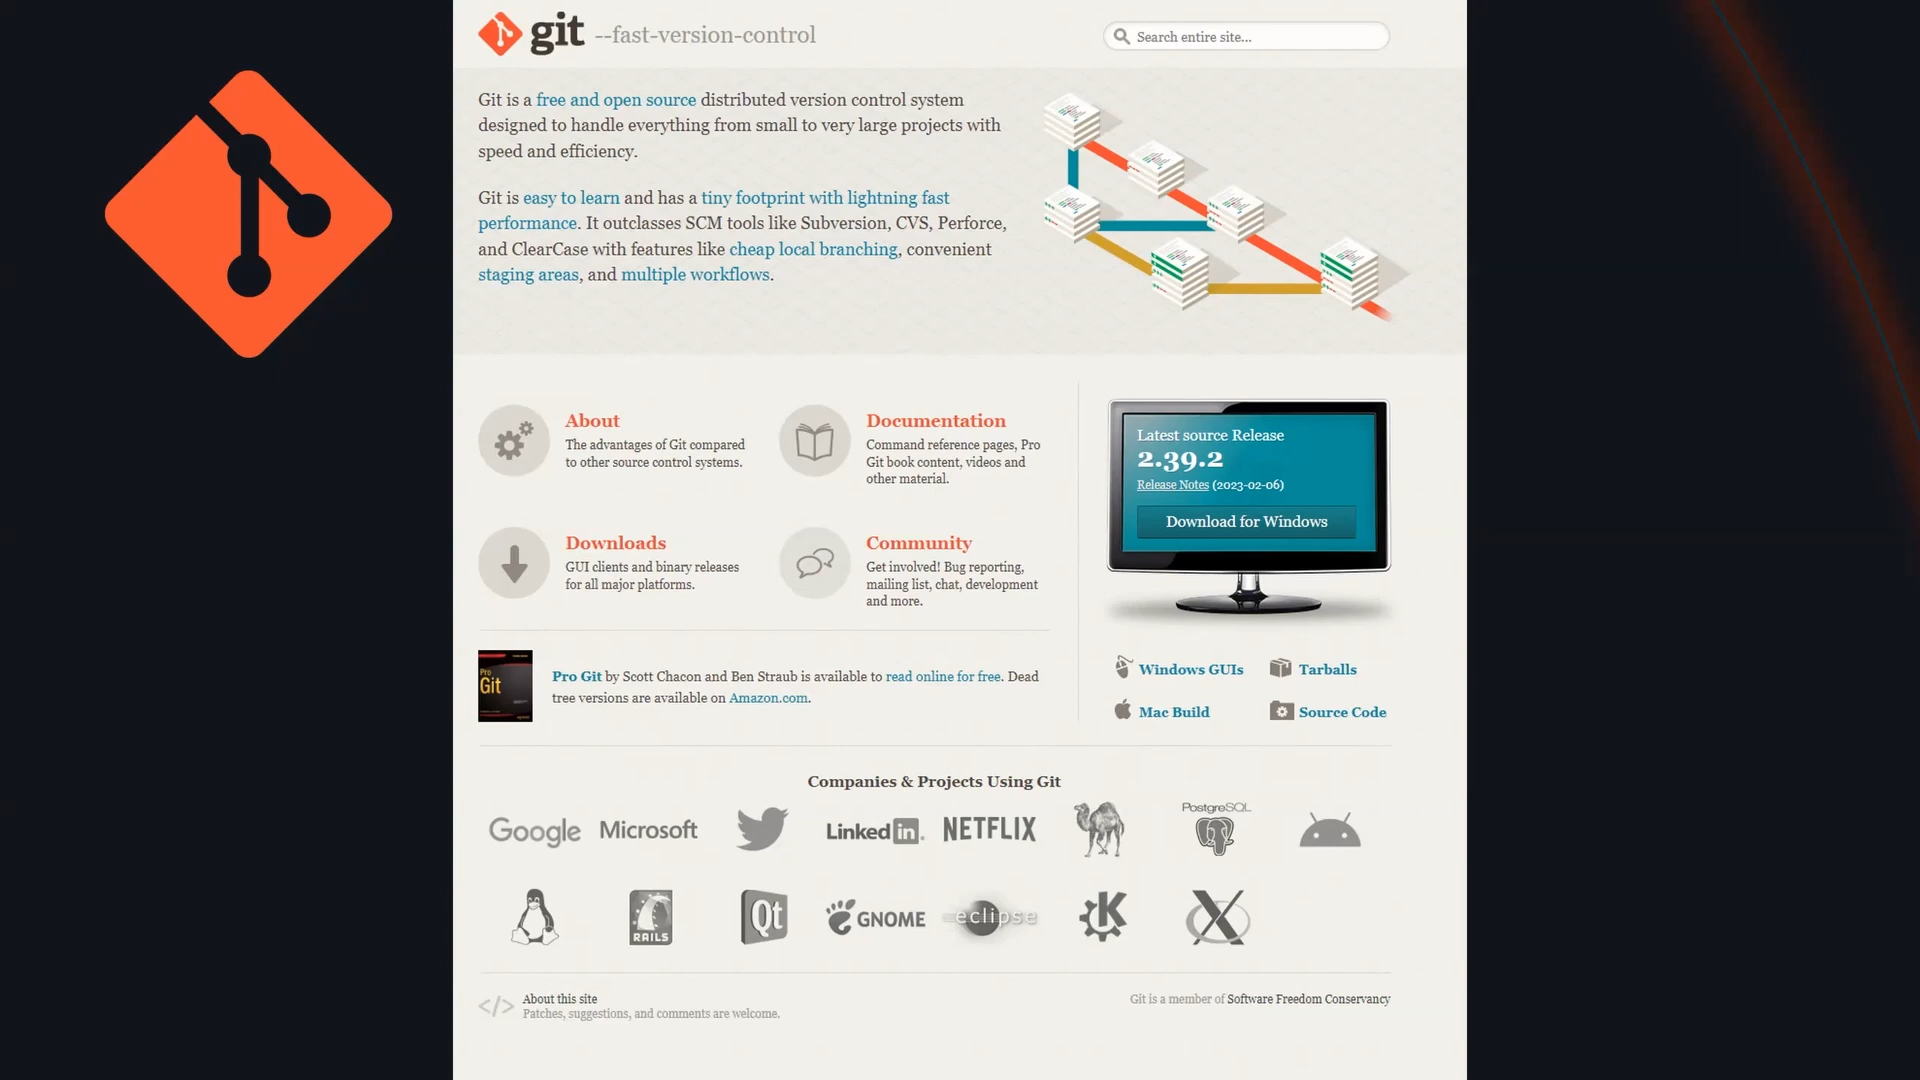 git --fast-version-control
Search entire site...
Git is a free and open source distributed version control system
designed to handle everything from small to very large projects with
speed and efficiency.
Git is easy to learn and has a tiny footprint with lightning fast
performance. It outclasses SCM tools like Subversion, CVS, Perforce,
and ClearCase with features like cheap local branching, convenient
staging areas, and multiple workflows.
About
The advantages of Git compared
to other source control systems.
Documentation
Command reference pages, Pro
Git book content, videos and
other material.
Downloads
GUI clients and binary releases
for all major platforms.
Community
Get involved! Bug reporting,
mailing list, chat, development
and more.
Pro
Git
Pro Git by Scott Chacon and Ben Straub is available to read online for free. Dead
tree versions are available on Amazon.com.
Latest source Release
2.39.2
Release Notes (2023-02-06)
Download for Windows
Windows GUIs
Tarballs
Mac Build
Source Code
Companies & Projects Using Git
Google Microsoft LinkedIn. NETFLIX PostgreSQL
RAILS Qt GNOME eclipse K X
</> About this site
Patches, suggestions, and comments are welcome.
Git is a member of Software Freedom Conservancy